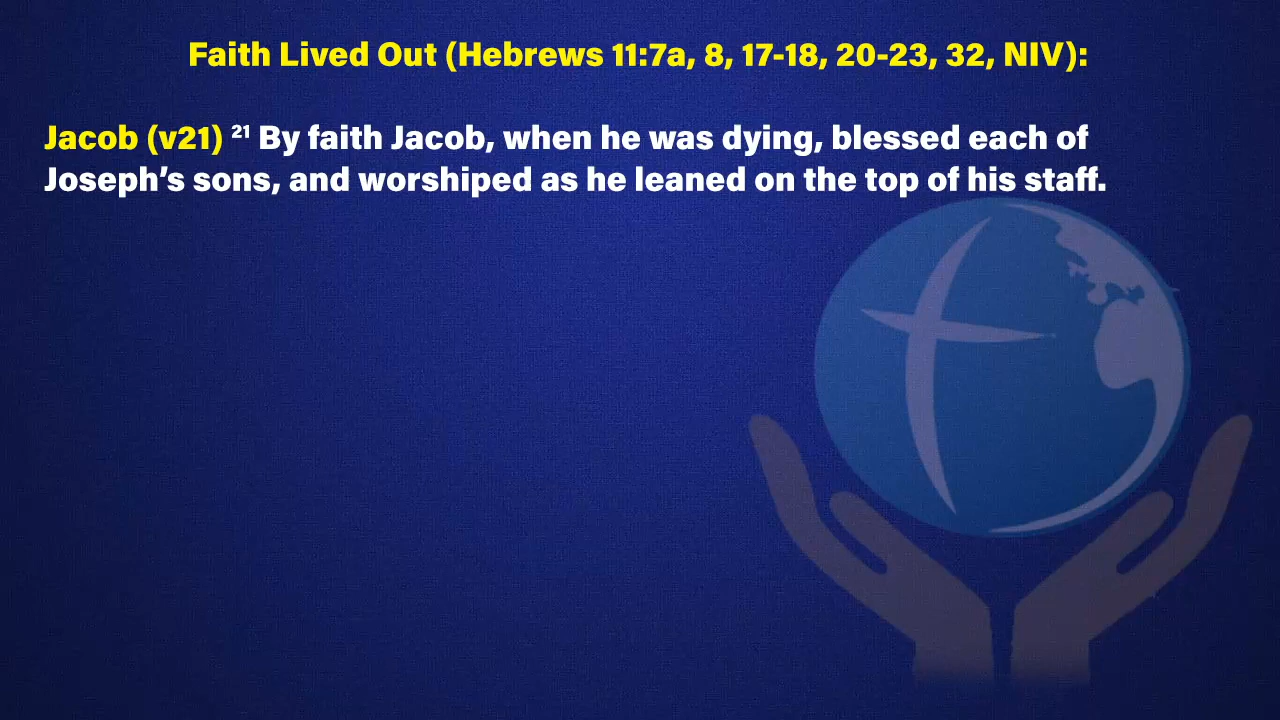 Faith Lived Out (Hebrews 11:7a, 8, 17-18, 20-23, 32, NIV):
Jacob (v21) 21 By faith Jacob, when he was dying, blessed each of
Joseph’s sons, and worshiped as he leaned on the top of his staff.